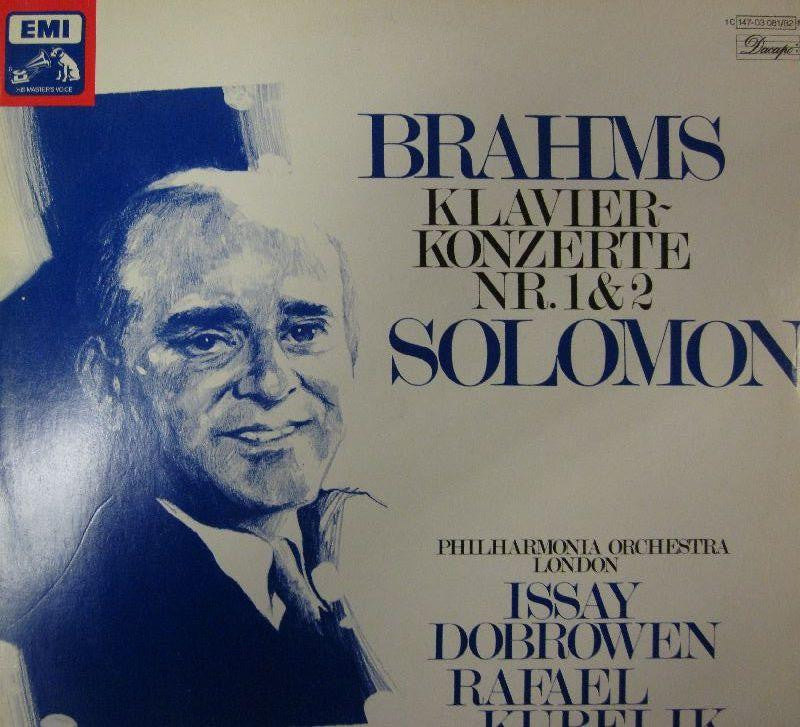 EMI
HIS MASTER'S VOICE
1C 147-03 081/82
Dacapo
BRAHMS
KLAVIER-
KONZERTE
NR. 1 & 2
SOLOMON
PHILHARMONIA ORCHESTRA
LONDON
ISSAY
DOBROWEN
RAFAEL
KUBELIK